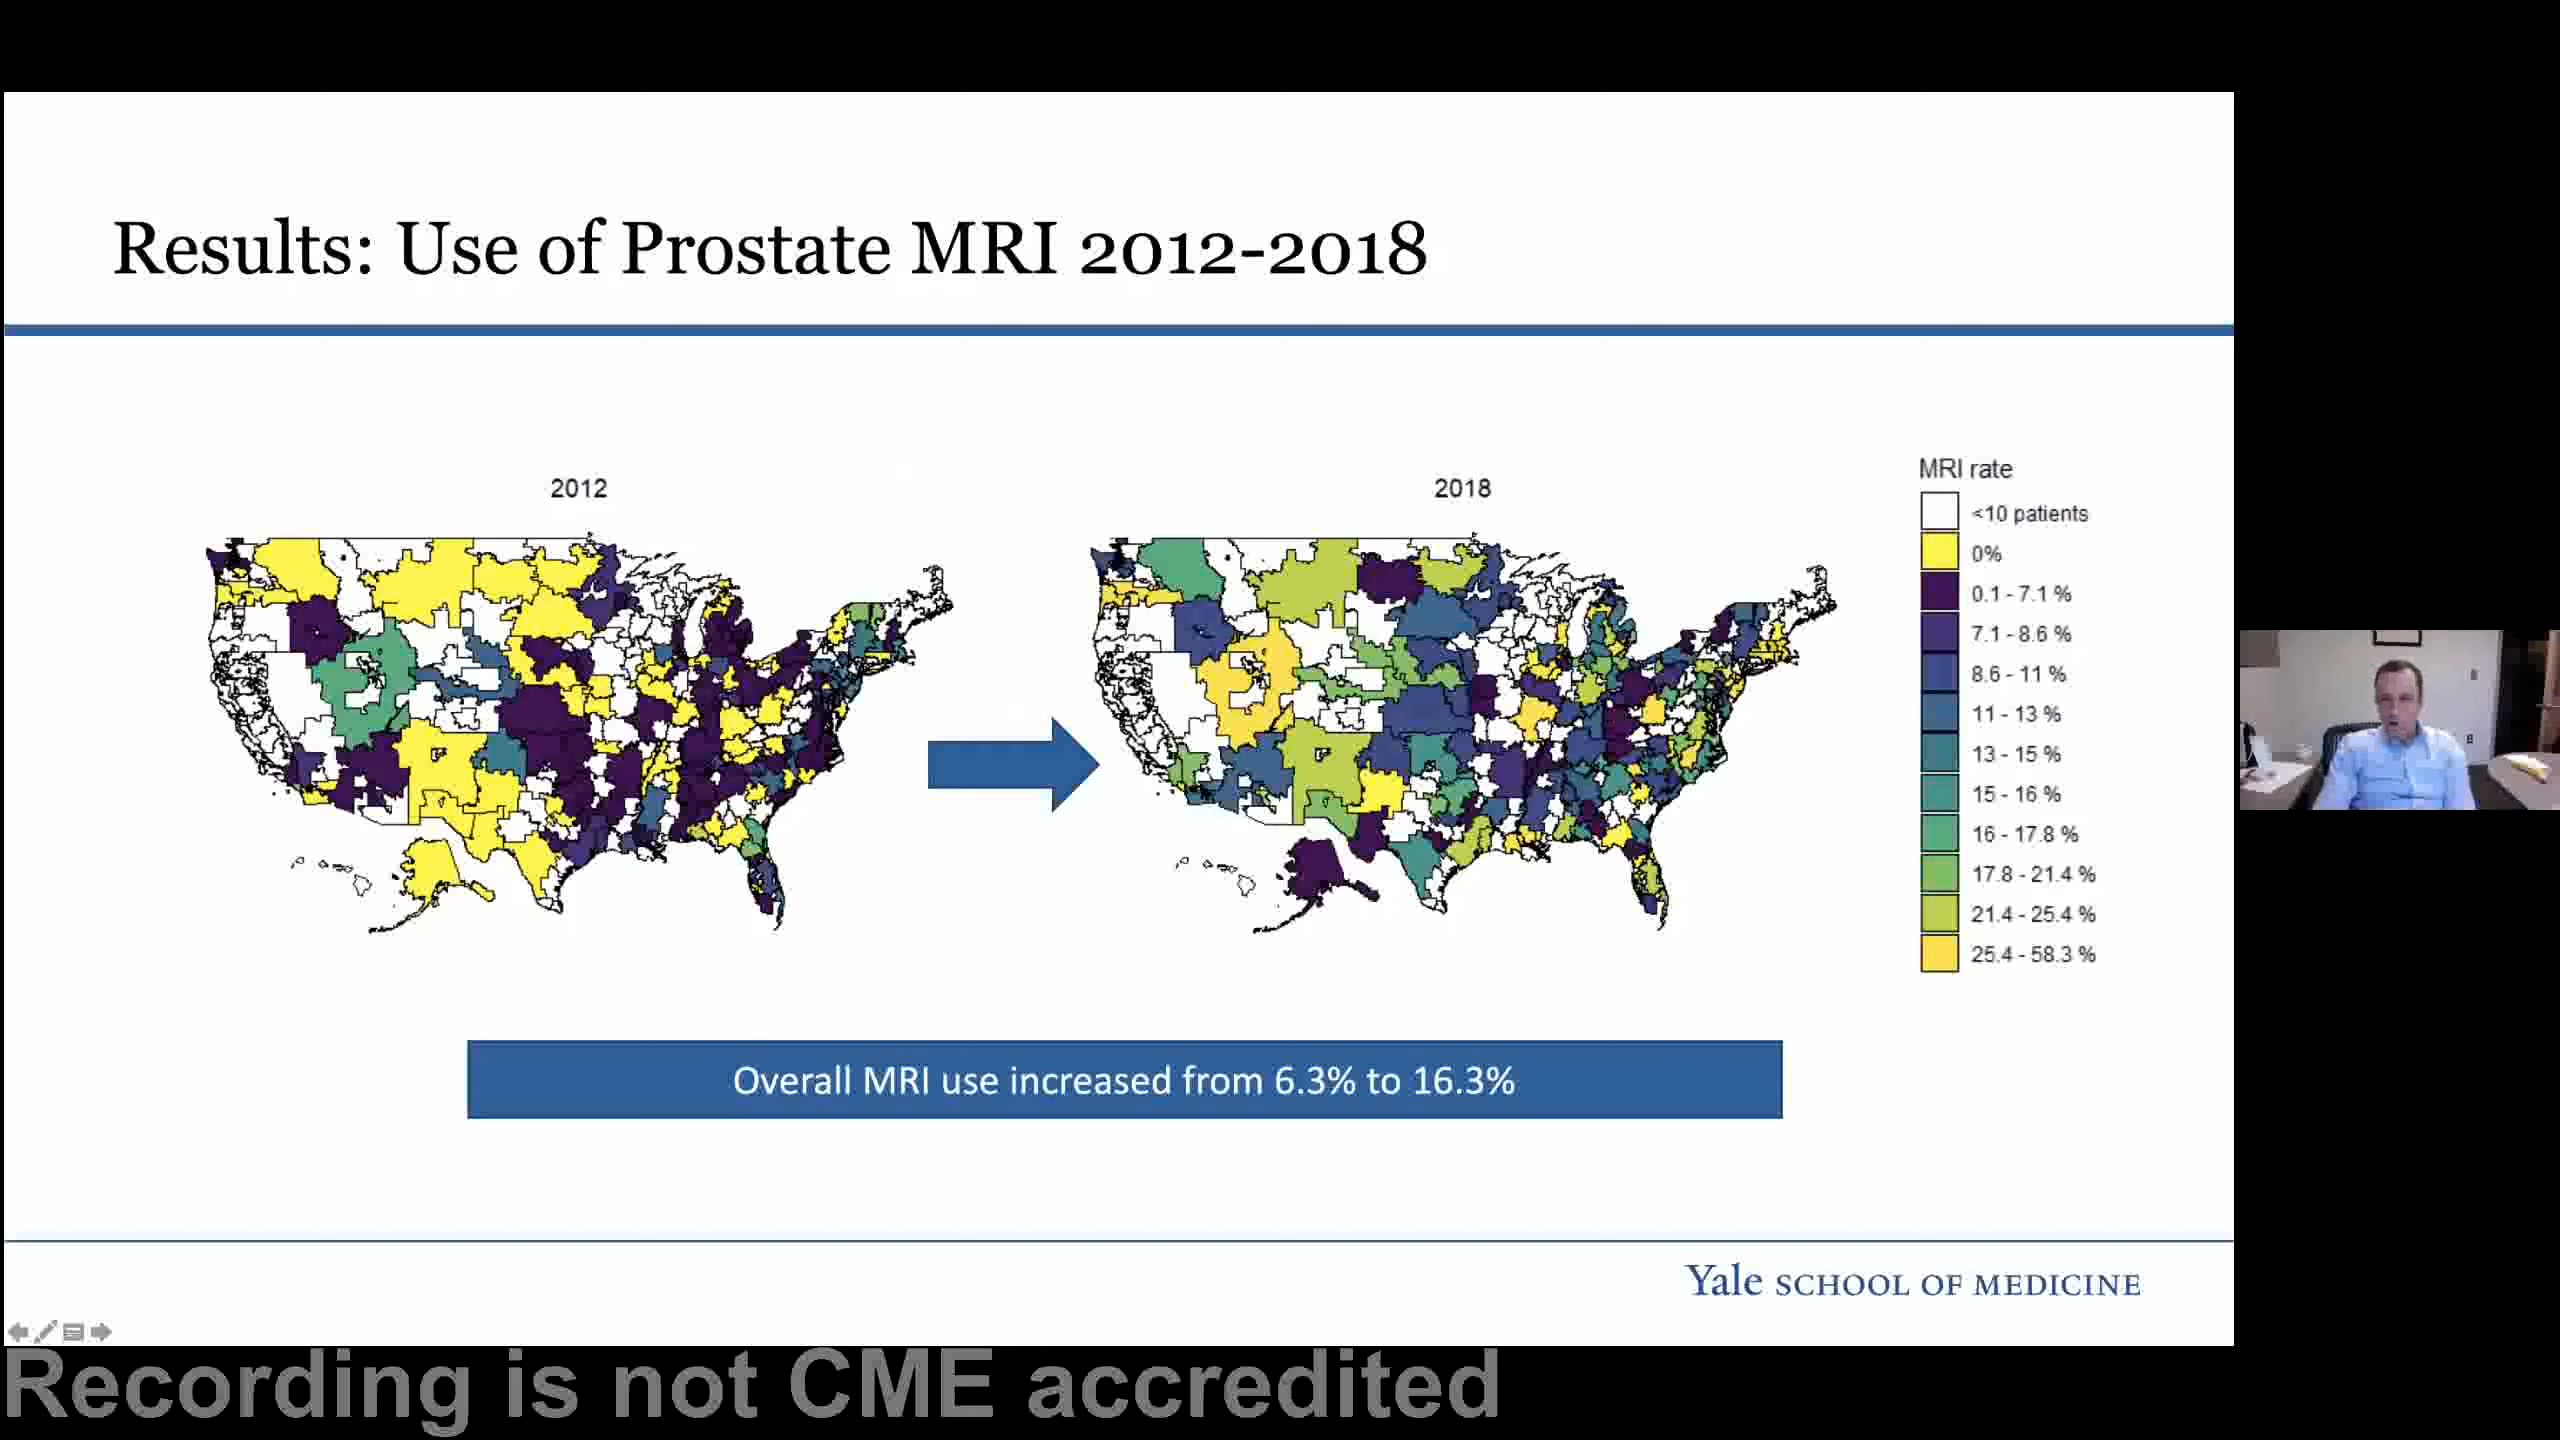 Results: Use of Prostate MRI 2012-2018
2012
2018
MRI rate
<10 patients
0%
0.1 - 7.1 %
7.1 - 8.6 %
8.6 - 11 %
11 - 13 %
13 - 15 %
15 - 16 %
16 - 17.8 %
17.8 - 21.4 %
21.4 - 25.4 %
25.4 - 58.3 %
Overall MRI use increased from 6.3% to 16.3%
Yale SCHOOL OF MEDICINE
Recording is not CME accredited